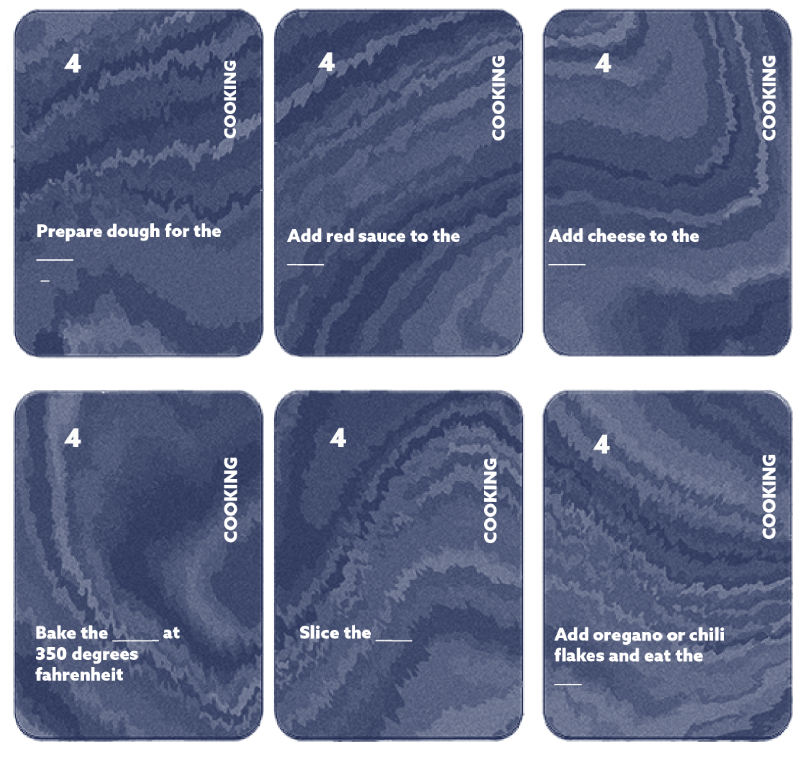 4
COOKING
Prepare dough for the
____
_
4
COOKING
Add red sauce to the
____
4
COOKING
Add cheese to the
____
4
COOKING
Bake the _____ at
350 degrees
fahrenheit
4
COOKING
Slice the ____
4
COOKING
Add oregano or chili
flakes and eat the
___